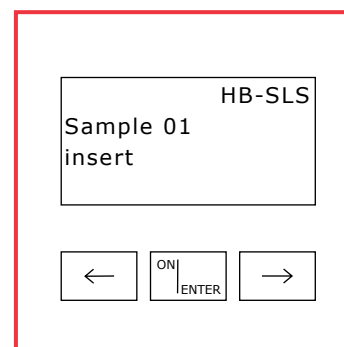 HB-SLS
Sample 01
insert
ON
ENTER